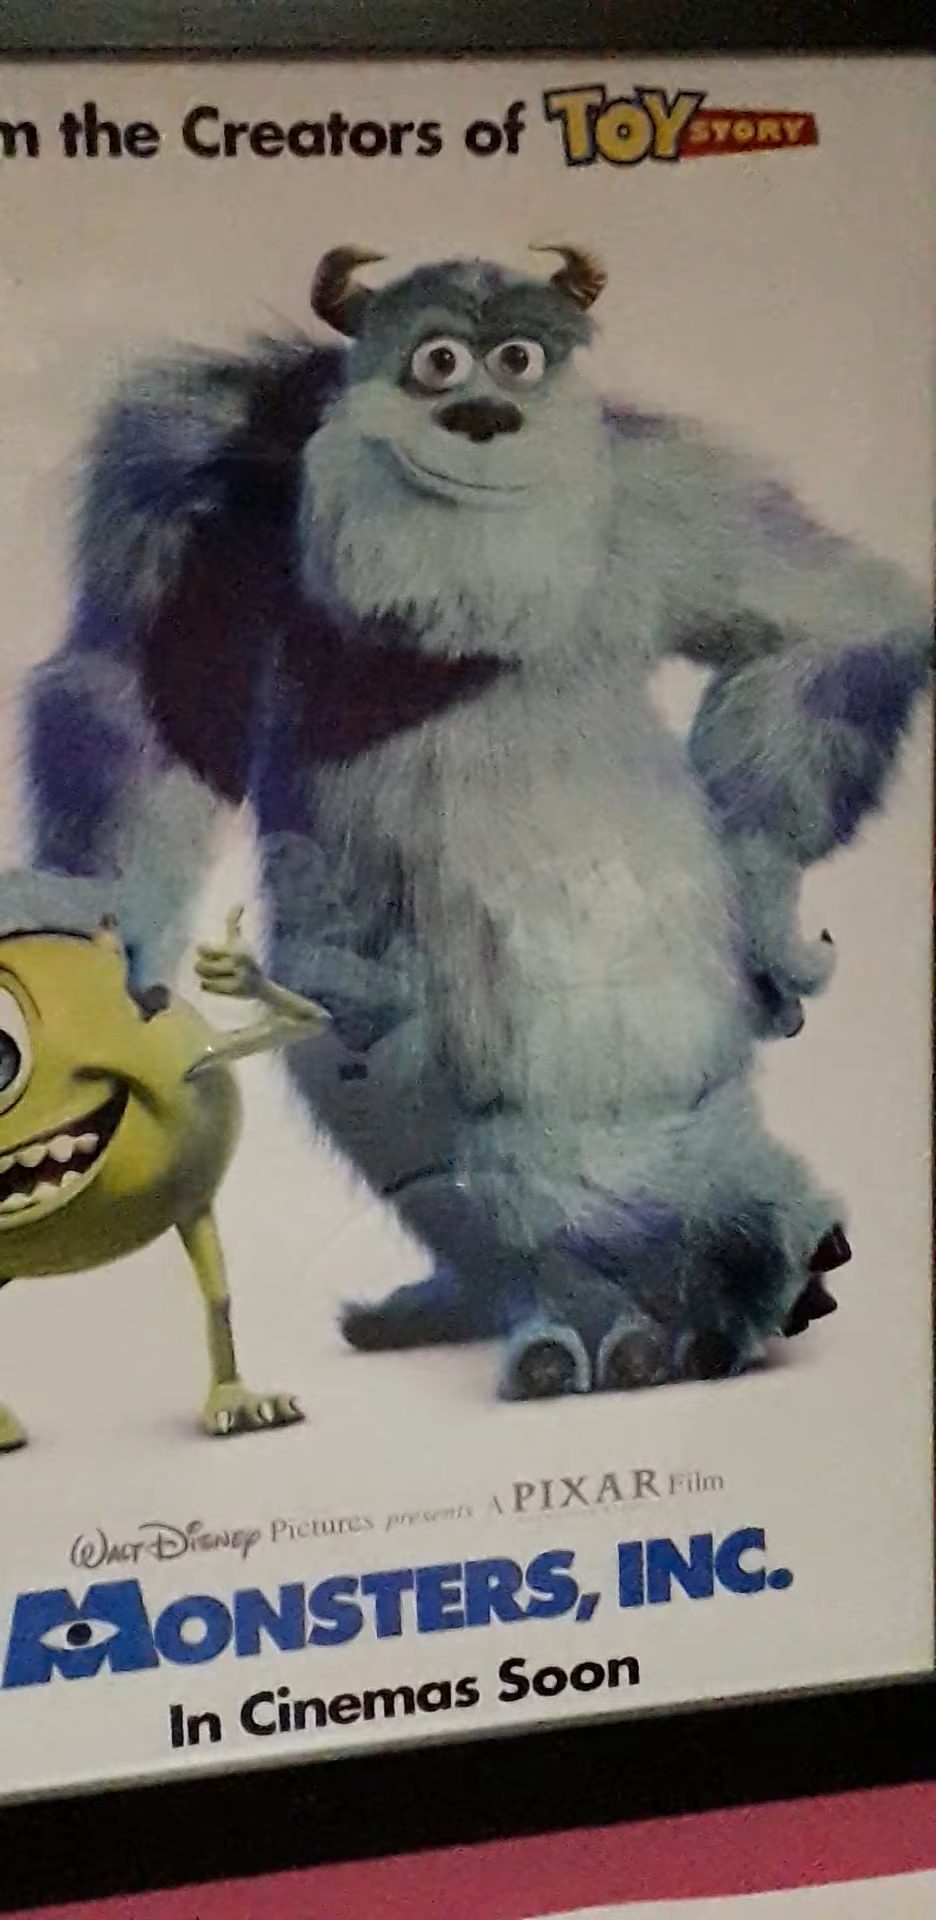 m the Creators of TOY STORY
WALT DISNEY Pictures presents A PIXAR Film
MONSTERS, INC.
In Cinemas Soon